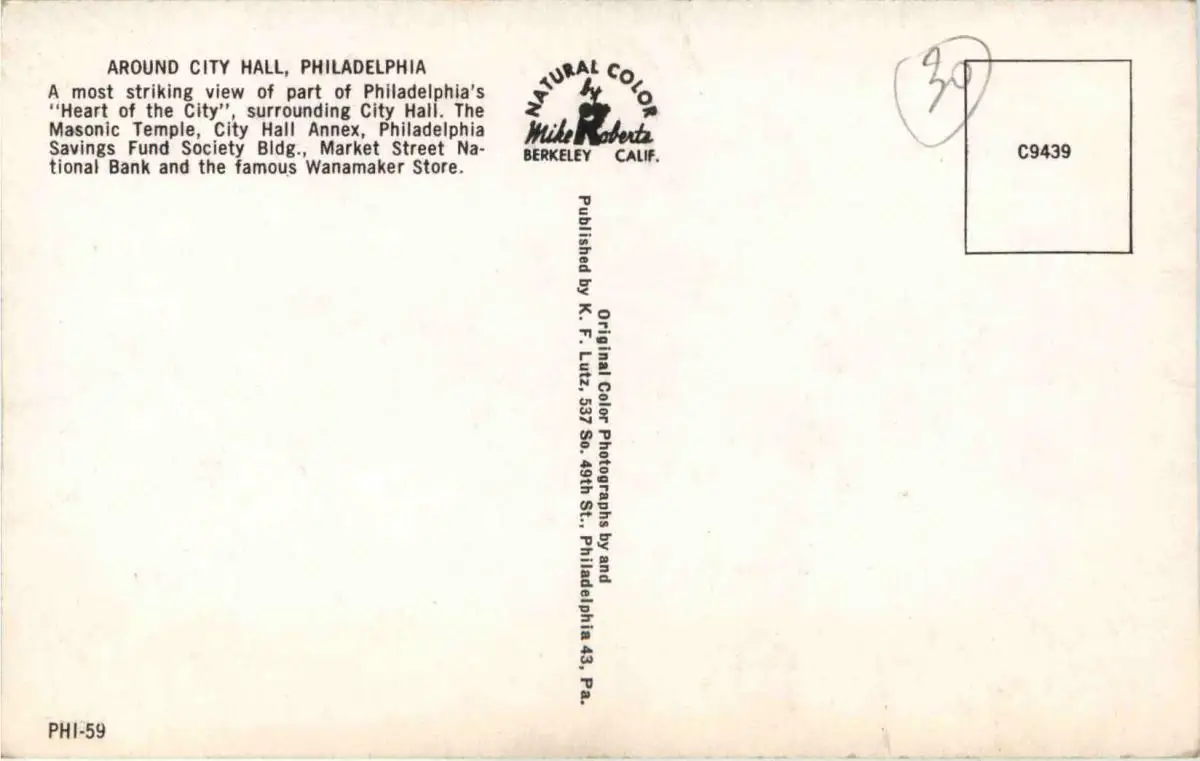 AROUND CITY HALL, PHILADELPHIA
A most striking view of part of Philadelphia's
"Heart of the City", surrounding City Hall. The
Masonic Temple, City Hall Annex, Philadelphia
Savings Fund Society Bldg., Market Street Na-
tional Bank and the famous Wanamaker Store.
PHI-59
NATURAL COLOR
by
Mike Roberts
BERKELEY CALIF.
Original Color Photographs by and
Published by K. F. Lutz, 537 So. 49th St., Philadelphia 43, Pa.
30
C9439